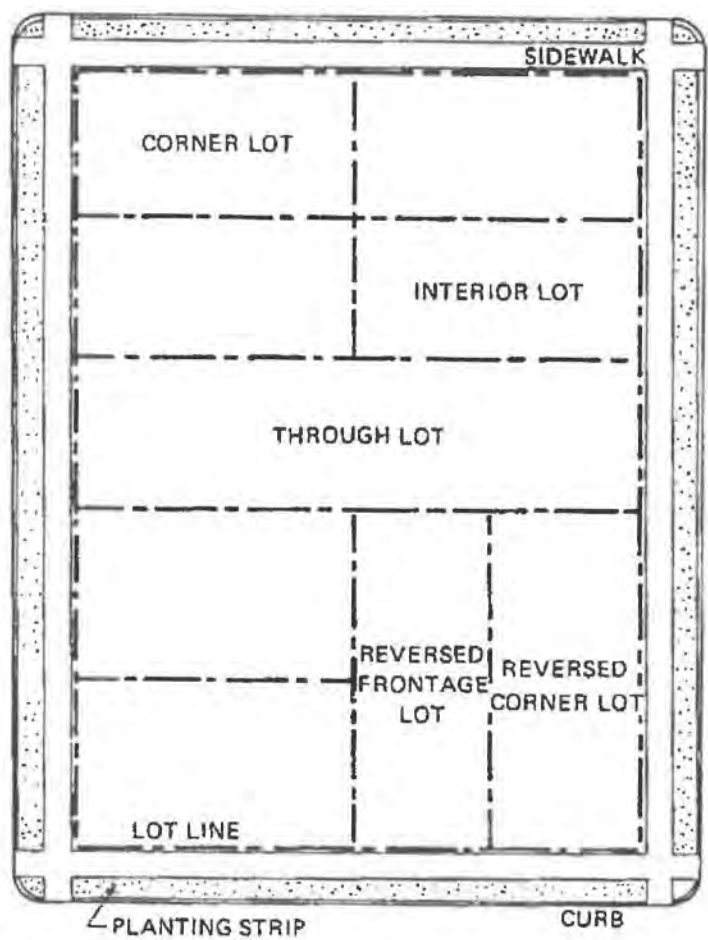 SIDEWALK
CORNER LOT
INTERIOR LOT
THROUGH LOT
REVERSED
FRONTAGE
LOT
REVERSED
CORNER LOT
LOT LINE
PLANTING STRIP
CURB